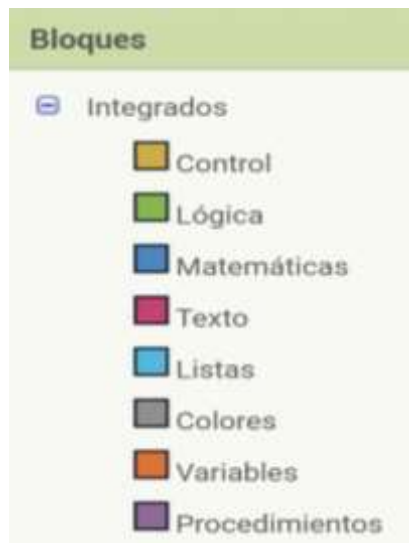 Bloques
Integrados
Control
Lógica
Matemáticas
Texto
Listas
Colores
Variables
Procedimientos